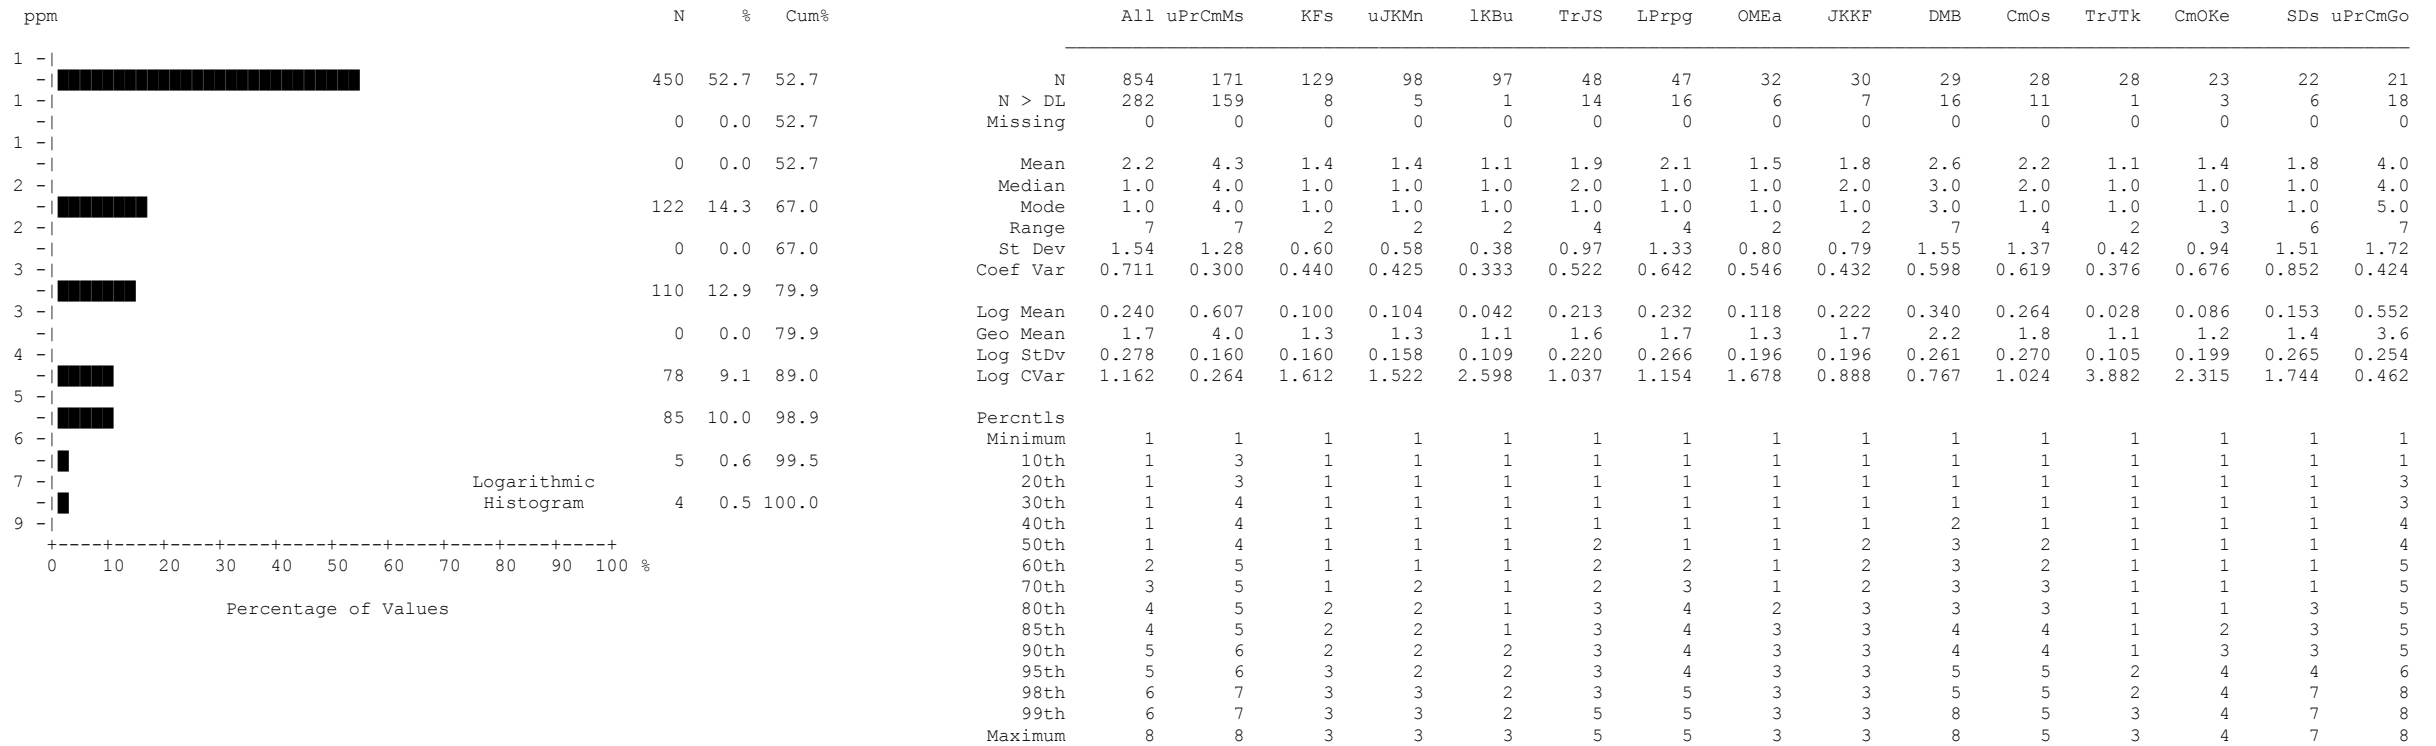 ppm N % Cum% All uPrCmMs KFs uJKMn lKBu TrJS LPrpg OMEa JKKF DMB CmOs TrJTk CmOKe SDs uPrCmGo
1 -|
-| 450 52.7 52.7 N 854 171 129 98 97 48 47 32 30 29 28 28 23 22 21
1 -| N > DL 282 159 8 5 1 14 16 6 7 16 11 1 3 6 18
-| 0 0.0 52.7 Missing 0 0 0 0 0 0 0 0 0 0 0 0 0 0 0
1 -|
-| 0 0.0 52.7 Mean 2.2 4.3 1.4 1.4 1.1 1.9 2.1 1.5 1.8 2.6 2.2 1.1 1.4 1.8 4.0
2 -| Median 1.0 4.0 1.0 1.0 1.0 2.0 1.0 1.0 2.0 3.0 2.0 1.0 1.0 1.0 4.0
-| 122 14.3 67.0 Mode 1.0 4.0 1.0 1.0 1.0 1.0 1.0 1.0 1.0 3.0 1.0 1.0 1.0 1.0 5.0
2 -| Range 7 7 2 2 2 4 4 2 2 7 4 2 3 6 7
-| 0 0.0 67.0 St Dev 1.54 1.28 0.60 0.58 0.38 0.97 1.33 0.80 0.79 1.55 1.37 0.42 0.94 1.51 1.72
3 -| Coef Var 0.711 0.300 0.440 0.425 0.333 0.522 0.642 0.546 0.432 0.598 0.619 0.376 0.676 0.852 0.424
-| 110 12.9 79.9
3 -| Log Mean 0.240 0.607 0.100 0.104 0.042 0.213 0.232 0.118 0.222 0.340 0.264 0.028 0.086 0.153 0.552
-| 0 0.0 79.9 Geo Mean 1.7 4.0 1.3 1.3 1.1 1.6 1.7 1.3 1.7 2.2 1.8 1.1 1.2 1.4 3.6
4 -| Log StDv 0.278 0.160 0.160 0.158 0.109 0.220 0.266 0.196 0.196 0.261 0.270 0.105 0.199 0.265 0.254
-| 78 9.1 89.0 Log CVar 1.162 0.264 1.612 1.522 2.598 1.037 1.154 1.678 0.888 0.767 1.024 3.882 2.315 1.744 0.462
5 -|
-| 85 10.0 98.9 Percntls
6 -| Minimum 1 1 1 1 1 1 1 1 1 1 1 1 1 1 1
-| 5 0.6 99.5 10th 1 3 1 1 1 1 1 1 1 1 1 1 1 1 1
7 -| Logarithmic 20th 1 3 1 1 1 1 1 1 1 1 1 1 1 1 3
-| Histogram 4 0.5 100.0 30th 1 4 1 1 1 1 1 1 1 1 1 1 1 1 3
9 -| 40th 1 4 1 1 1 1 1 1 1 2 1 1 1 1 4
+----+----+----+----+----+----+----+----+----+----+ 50th 1 4 1 1 1 2 1 1 2 3 2 1 1 1 4
0 10 20 30 40 50 60 70 80 90 100 % 60th 2 5 1 1 1 2 2 1 2 3 2 1 1 1 5
70th 3 5 1 2 1 2 3 1 2 3 3 1 1 1 5
Percentage of Values 80th 4 5 2 2 1 3 4 2 3 3 3 1 1 3 5
85th 4 5 2 2 1 3 4 3 3 4 4 1 2 3 5
90th 5 6 2 2 2 3 4 3 3 4 4 1 3 3 5
95th 5 6 3 2 2 3 4 3 3 5 5 2 4 4 6
98th 6 7 3 3 2 3 5 3 3 5 5 2 4 7 8
99th 6 7 3 3 2 5 5 3 3 8 5 3 4 7 8
Maximum 8 8 3 3 3 5 5 3 3 8 5 3 4 7 8